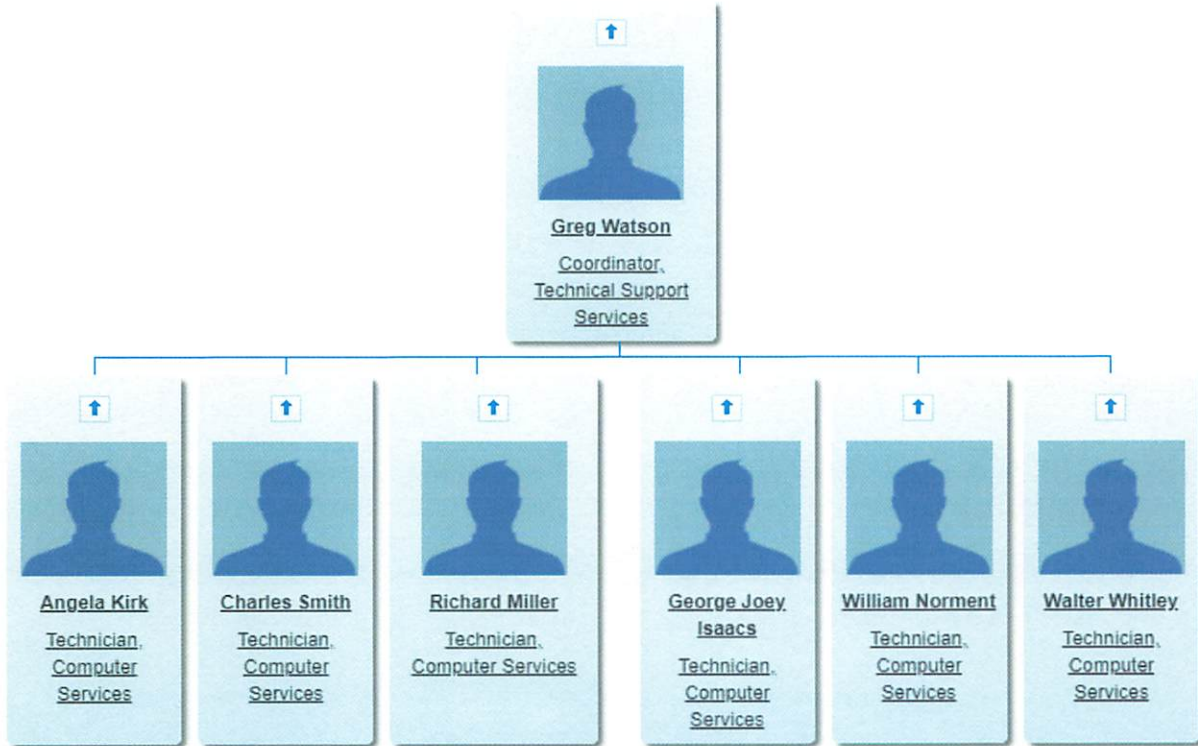 Greg Watson
Coordinator,
Technical Support
Services
Angela Kirk
Technician,
Computer
Services
Charles Smith
Technician,
Computer
Services
Richard Miller
Technician,
Computer Services
George Joey
Isaacs
Technician,
Computer
Services
William Norment
Technician,
Computer
Services
Walter Whitley
Technician,
Computer
Services